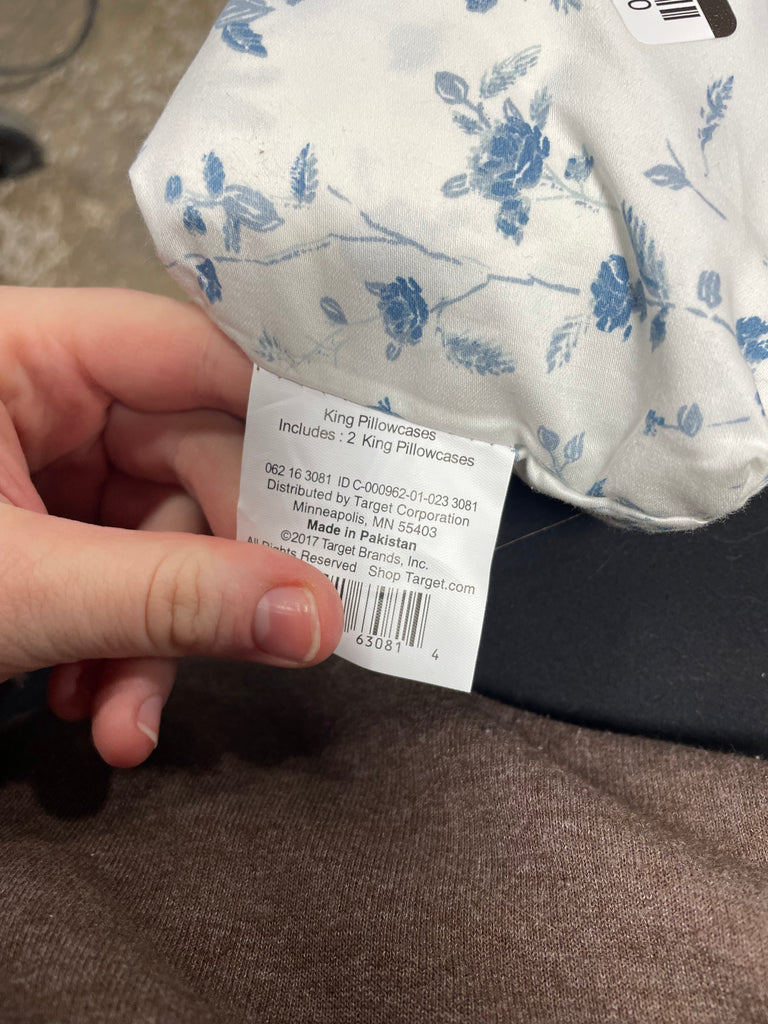 O
King Pillowcases
Includes : 2 King Pillowcases
062 16 3081 ID C-000962-01-023 3081
Distributed by Target Corporation
Minneapolis, MN 55403
Made in Pakistan
©2017 Target Brands, Inc.
All Rights Reserved Shop Target.com
63081 4